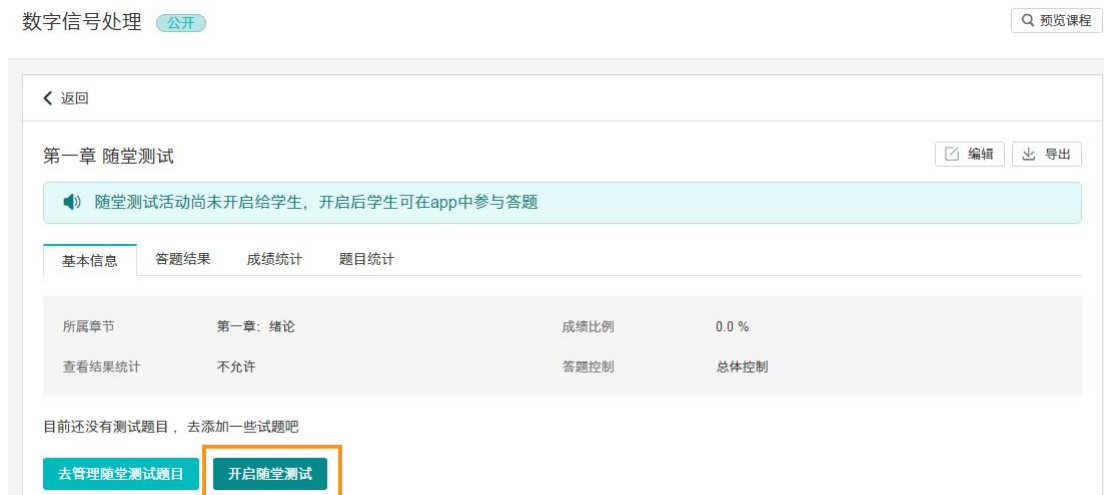 数字信号处理 公开 预览课程
返回
第一章 随堂测试 编辑 导出
随堂测试活动尚未开启给学生，开启后学生可在app中参与答题
基本信息 答题结果 成绩统计 题目统计
所属章节 第一章：绪论 成绩比例 0.0 %
查看结果统计 不允许 答题控制 总体控制
目前还没有测试题目，去添加一些试题吧
去管理随堂测试题目 开启随堂测试